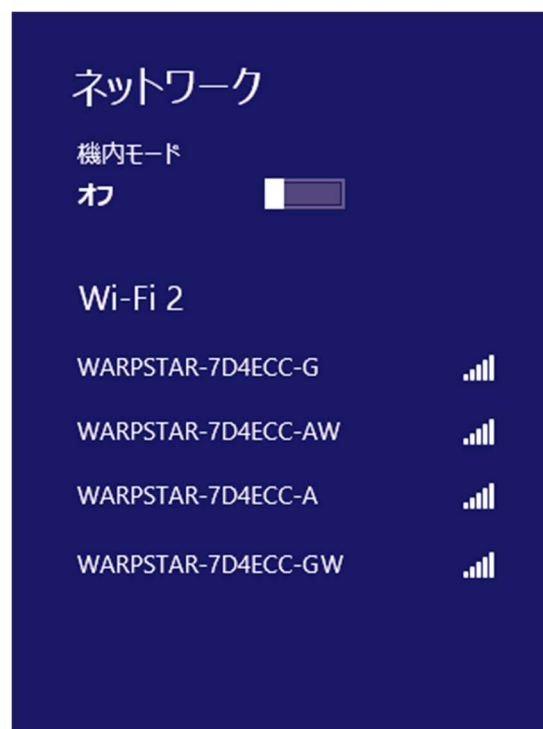 ネットワーク
機内モード
オフ
Wi-Fi 2
WARPSTAR-7D4ECC-G
WARPSTAR-7D4ECC-AW
WARPSTAR-7D4ECC-A
WARPSTAR-7D4ECC-GW